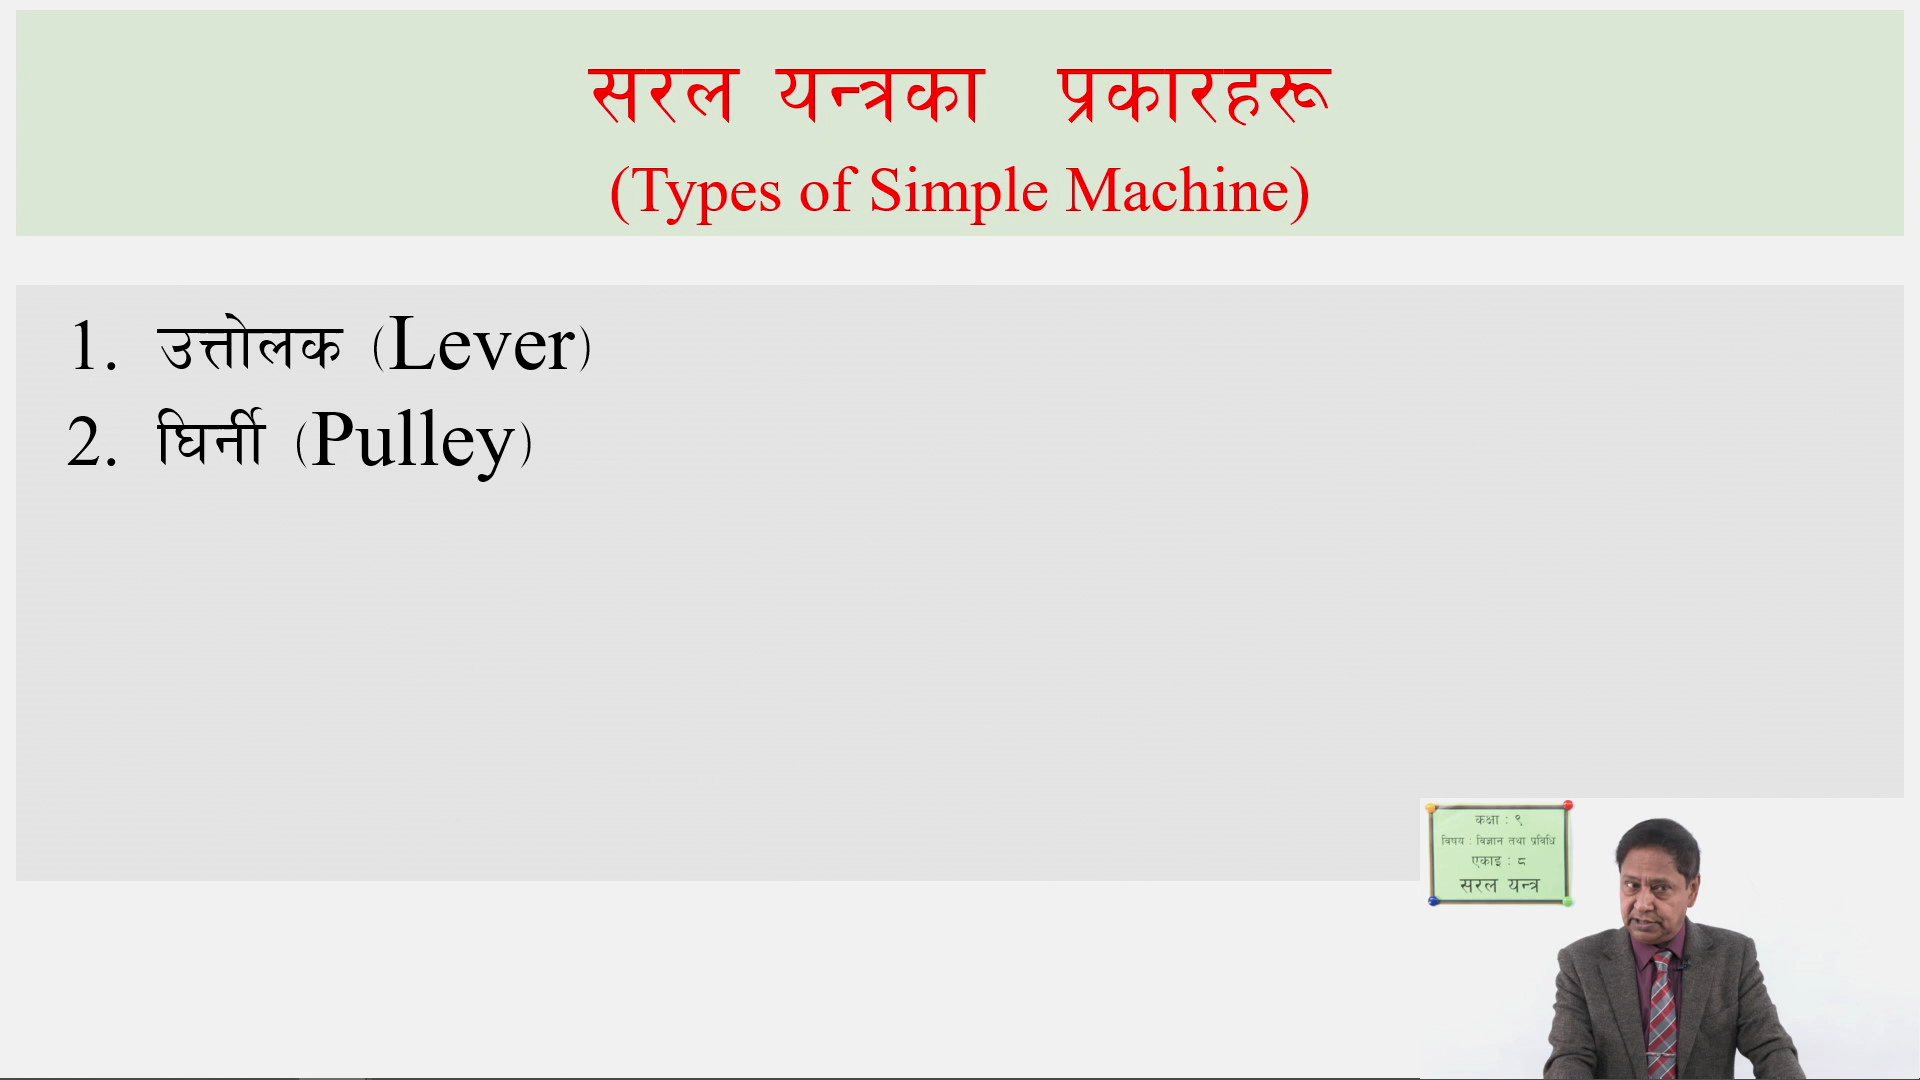 सरल यन्त्रका प्रकारहरू
(Types of Simple Machine)
1. उत्तोलक (Lever)
2. घिर्नी (Pulley)
कक्षा : ९
विषय : विज्ञान तथा प्रविधि
एकाइ : ८
सरल यन्त्र